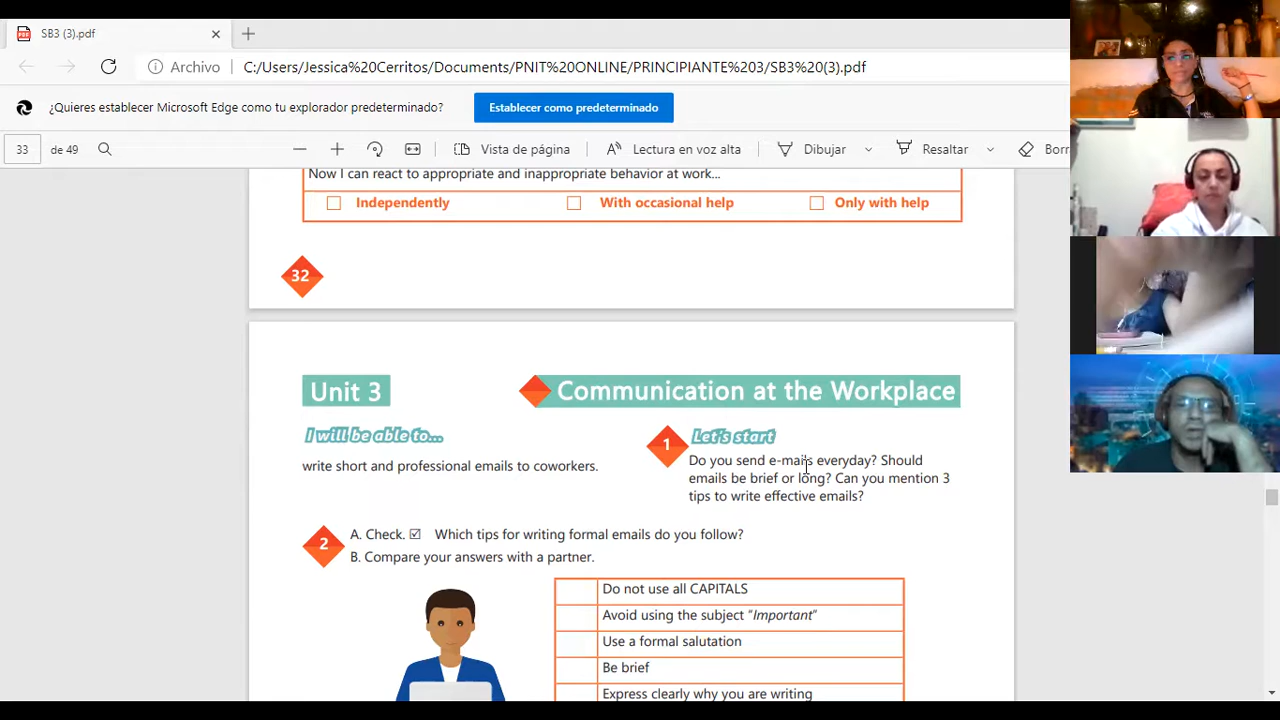 SB3 (3).pdf
Archivo C:/Users/Jessica%20Cerritos/Documents/PNIT%20ONLINE/PRINCIPIANTE%203/SB3%20(3).pdf
¿Quieres establecer Microsoft Edge como tu explorador predeterminado? Establecer como predeterminado
33 de 49 Vista de página Lectura en voz alta Dibujar Resaltar Borr
Now I can react to appropriate and inappropriate behavior at work...
Independently With occasional help Only with help
32
Unit 3 Communication at the Workplace
I will be able to...
write short and professional emails to coworkers.
1 Let's start
Do you send e-mails everyday? Should
emails be brief or long? Can you mention 3
tips to write effective emails?
2 A. Check. ☑ Which tips for writing formal emails do you follow?
B. Compare your answers with a partner.
Do not use all CAPITALS
Avoid using the subject "Important"
Use a formal salutation
Be brief
Express clearly why you are writing